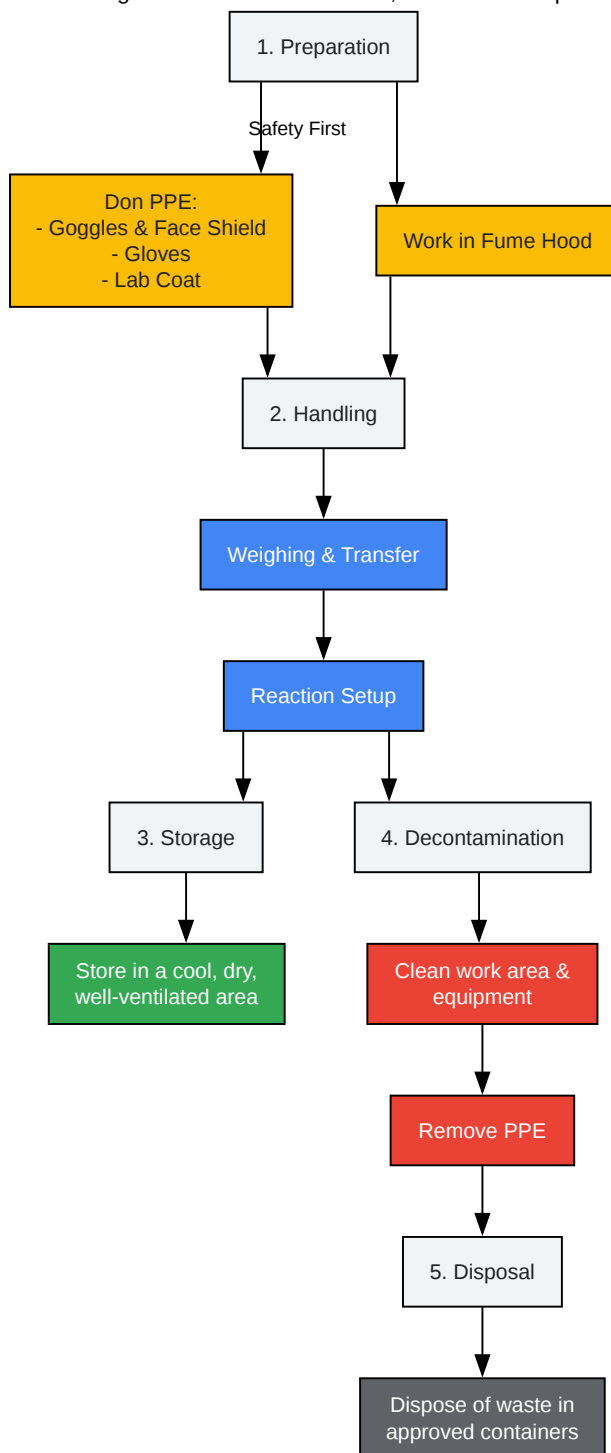 1. Preparation
Safety First
Don PPE:
- Goggles & Face Shield
- Gloves
- Lab Coat
Work in Fume Hood
2. Handling
Weighing & Transfer
Reaction Setup
3. Storage
4. Decontamination
Store in a cool, dry,
well-ventilated area
Clean work area &
equipment
Remove PPE
5. Disposal
Dispose of waste in
approved containers